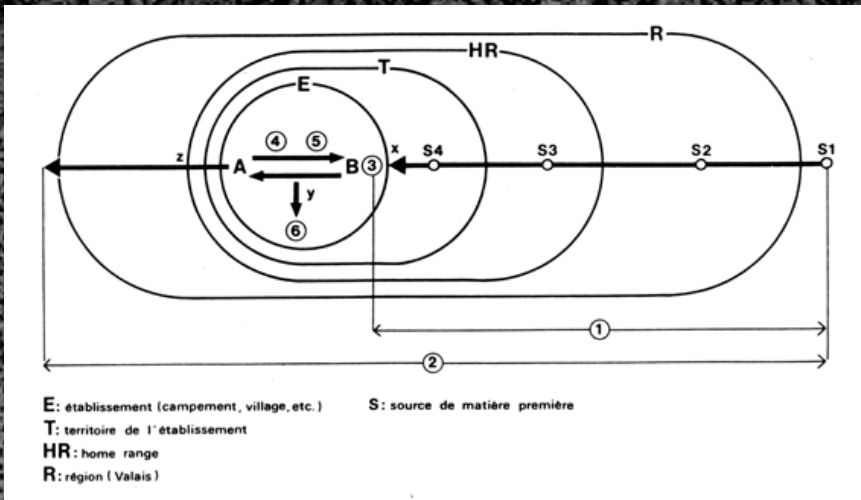 R
HR
T
E
④ ⑤
z
A
B ③
x
S4
S3
S2
S1
y
⑥
①
②
E: établissement (campement, village, etc.) S: source de matière première
T: territoire de l'établissement
HR: home range
R: région (Valais)